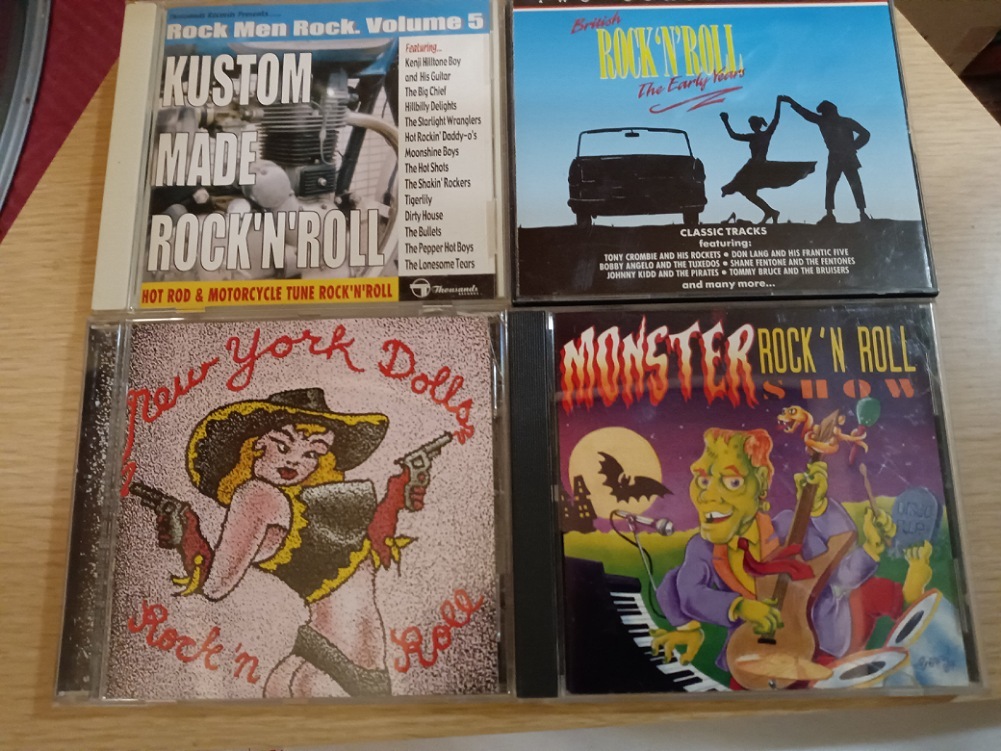 Thousands Records Presents.....
Rock Men Rock. Volume 5
KUSTOM
MADE
ROCK'N'ROLL
Featuring...
Kenji Hilltone Boy
and His Guitar
The Big Chief
Hillbilly Delights
The Starlight Wranglers
Hot Rockin' Daddy-o's
Moonshine Boys
The Hot Shots
The Shakin' Rockers
Tigerlily
Dirty House
The Bullets
The Pepper Hot Boys
The Lonesome Tears
HOT ROD & MOTORCYCLE TUNE ROCK'N'ROLL
Thousands
RECORDS
British
ROCK'N'ROLL
The Early Years
CLASSIC TRACKS
featuring:
TONY CROMBIE AND HIS ROCKETS • DON LANG AND HIS FRANTIC FIVE
BOBBY ANGELO AND THE TUXEDOS • SHANE FENTON AND THE FENTONES
JOHNNY KIDD AND THE PIRATES • TOMMY BRUCE AND THE BRUISERS
and many more...
New York Dolls
Rock 'n Roll
MONSTER ROCK 'N ROLL
SHOW